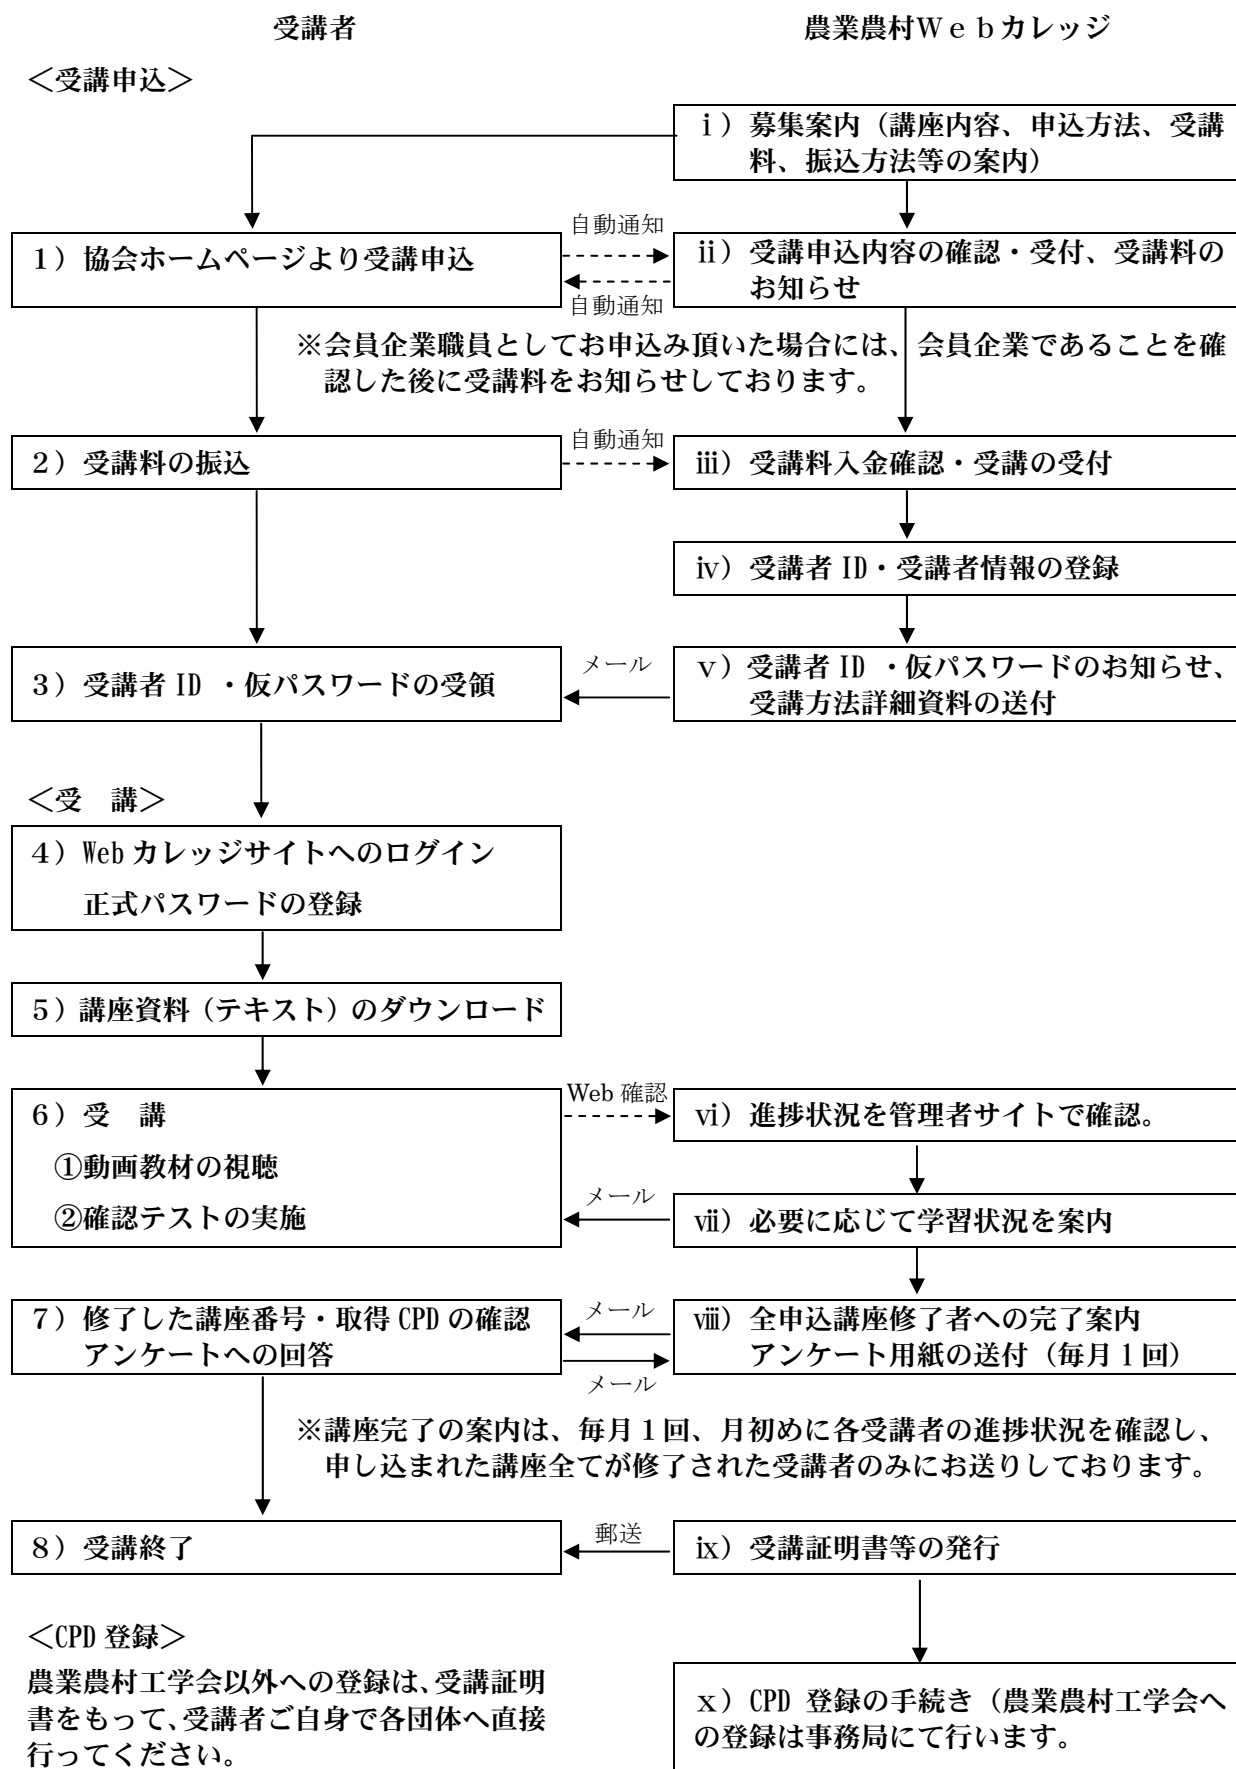 受講者
農業農村Ｗｅｂカレッジ
＜受講申込＞
ⅰ）募集案内（講座内容、申込方法、受講
料、振込方法等の案内）
自動通知
１）協会ホームページより受講申込
ⅱ）受講申込内容の確認・受付、受講料の
お知らせ
自動通知
※会員企業職員としてお申込み頂いた場合には、会員企業であることを確
認した後に受講料をお知らせしております。
自動通知
２）受講料の振込
ⅲ）受講料入金確認・受講の受付
ⅳ）受講者 ID・受講者情報の登録
メール
３）受講者 ID ・仮パスワードの受領
ⅴ）受講者 ID ・仮パスワードのお知らせ、
受講方法詳細資料の送付
＜受　講＞
４）Web カレッジサイトへのログイン
正式パスワードの登録
５）講座資料（テキスト）のダウンロード
Web 確認
６）受　講
ⅵ）進捗状況を管理者サイトで確認。
①動画教材の視聴
メール
②確認テストの実施
ⅶ）必要に応じて学習状況を案内
メール
７）修了した講座番号・取得 CPD の確認
アンケートへの回答
ⅷ）全申込講座修了者への完了案内
アンケート用紙の送付（毎月１回）
メール
※講座完了の案内は、毎月１回、月初めに各受講者の進捗状況を確認し、
申し込まれた講座全てが修了された受講者のみにお送りしております。
郵送
８）受講終了
ⅸ）受講証明書等の発行
＜CPD 登録＞
農業農村工学会以外への登録は、受講証明
書をもって、受講者ご自身で各団体へ直接
行ってください。
ⅹ）CPD 登録の手続き（農業農村工学会へ
の登録は事務局にて行います。